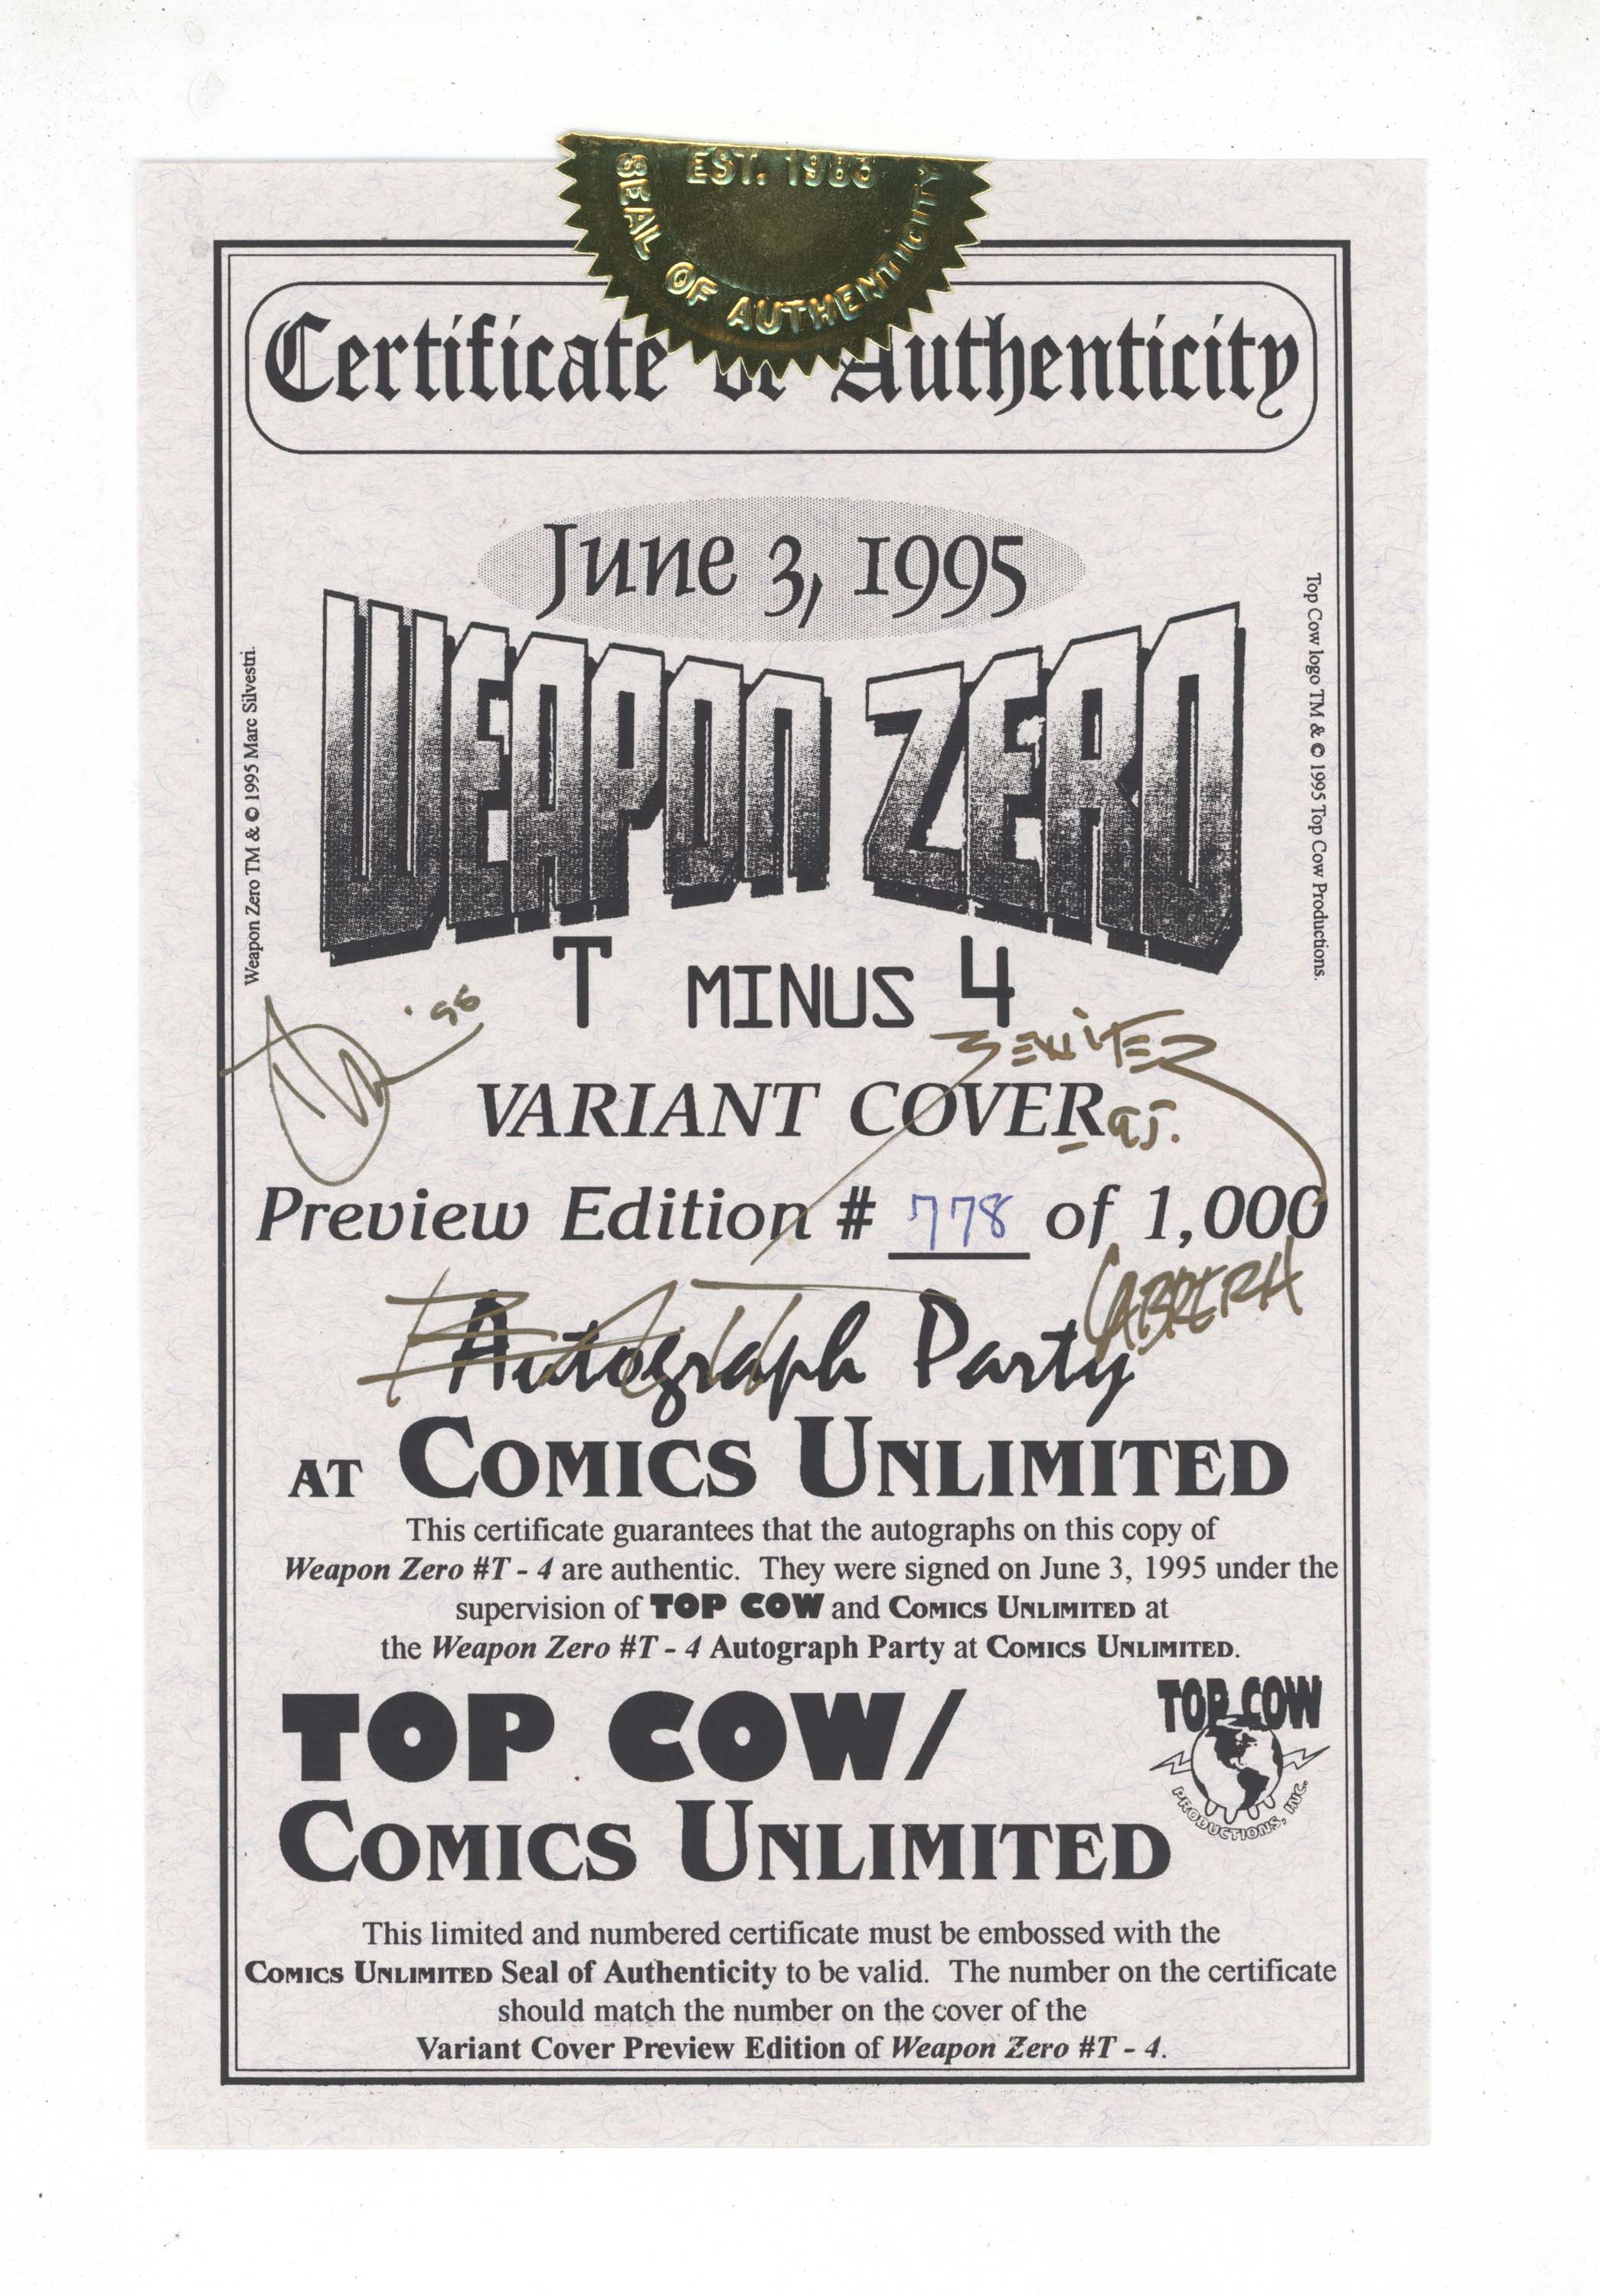 EST. 1983
SEAL OF AUTHENTICITY
Certificate of Authenticity
June 3, 1995
WEAPON ZERO
Weapon Zero TM & © 1995 Marc Silvestri.
Top Cow logo TM & © 1995 Top Cow Productions.
T MINUS 4
BENITEZ
VARIANT COVER
95.
Preview Edition # 778 of 1,000
CABRERA
Autograph Party
AT COMICS UNLIMITED
This certificate guarantees that the autographs on this copy of
Weapon Zero #T - 4 are authentic. They were signed on June 3, 1995 under the
supervision of TOP COW and COMICS UNLIMITED at
the Weapon Zero #T - 4 Autograph Party at COMICS UNLIMITED.
TOP COW/
COMICS UNLIMITED
TOP COW
PRODUCTIONS, INC.
This limited and numbered certificate must be embossed with the
COMICS UNLIMITED Seal of Authenticity to be valid. The number on the certificate
should match the number on the cover of the
Variant Cover Preview Edition of Weapon Zero #T - 4.